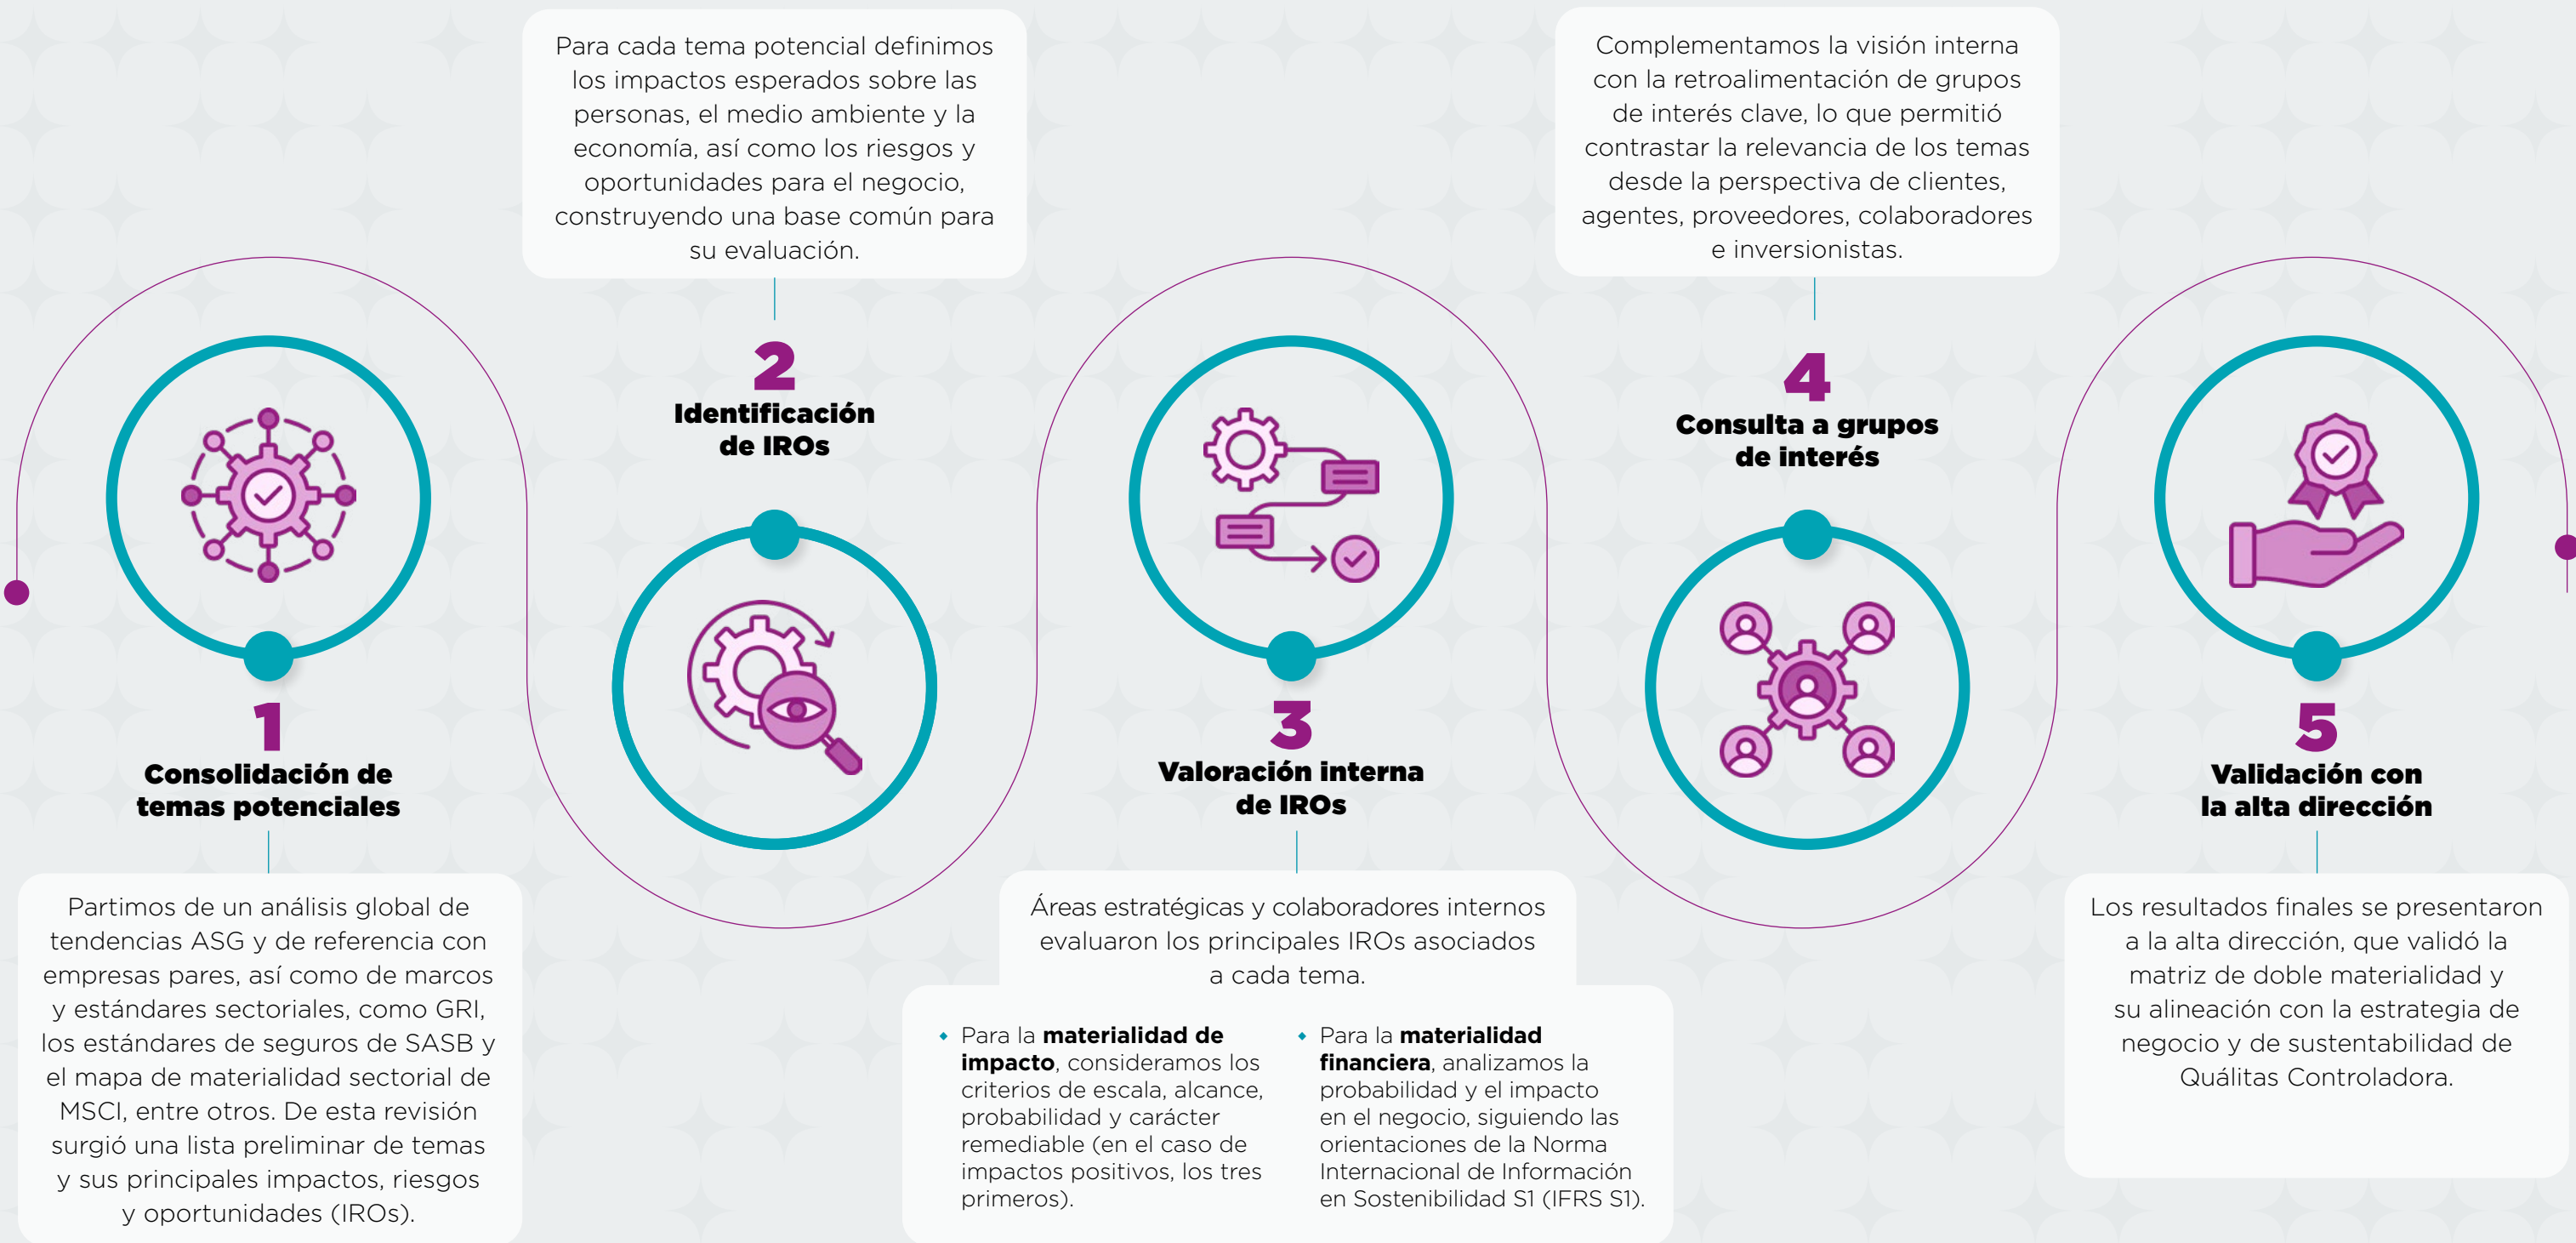 1
Consolidación de
temas potenciales
Partimos de un análisis global de
tendencias ASG y de referencia con
empresas pares, así como de marcos
y estándares sectoriales, como GRI,
los estándares de seguros de SASB y
el mapa de materialidad sectorial de
MSCI, entre otros. De esta revisión
surgió una lista preliminar de temas
y sus principales impactos, riesgos
y oportunidades (IROs).
Para cada tema potencial definimos
los impactos esperados sobre las
personas, el medio ambiente y la
economía, así como los riesgos y
oportunidades para el negocio,
construyendo una base común para
su evaluación.
2
Identificación
de IROs
3
Valoración interna
de IROs
Áreas estratégicas y colaboradores internos
evaluaron los principales IROs asociados
a cada tema.
Para la materialidad de
impacto, consideramos los
criterios de escala, alcance,
probabilidad y carácter
remediable (en el caso de
impactos positivos, los tres
primeros).
Para la materialidad
financiera, analizamos la
probabilidad y el impacto
en el negocio, siguiendo las
orientaciones de la Norma
Internacional de Información
en Sostenibilidad S1 (IFRS S1).
Complementamos la visión interna
con la retroalimentación de grupos
de interés clave, lo que permitió
contrastar la relevancia de los temas
desde la perspectiva de clientes,
agentes, proveedores, colaboradores
e inversionistas.
4
Consulta a grupos
de interés
5
Validación con
la alta dirección
Los resultados finales se presentaron
a la alta dirección, que validó la
matriz de doble materialidad y
su alineación con la estrategia de
negocio y de sustentabilidad de
Quálitas Controladora.